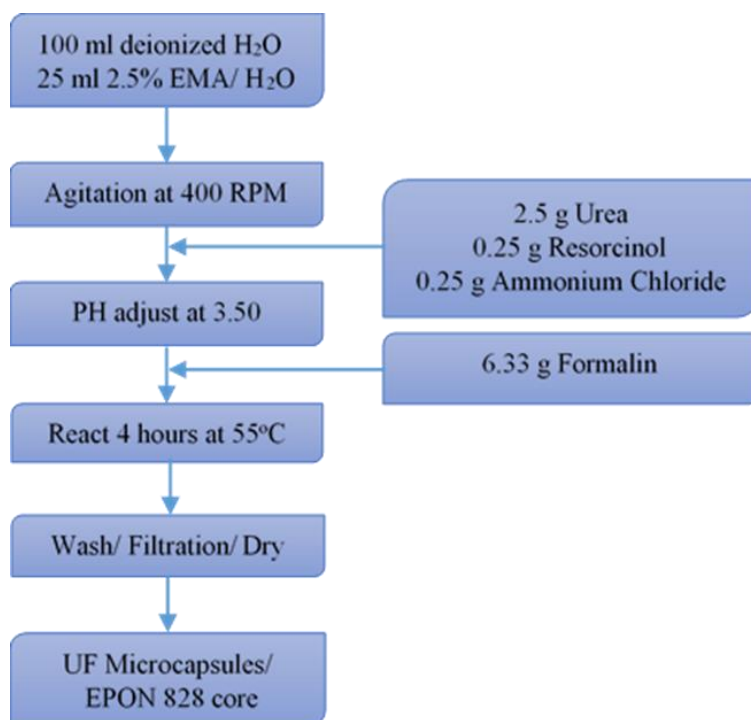 100 ml deionized H₂O
25 ml 2.5% EMA/ H₂O
Agitation at 400 RPM
2.5 g Urea
0.25 g Resorcinol
0.25 g Ammonium Chloride
PH adjust at 3.50
6.33 g Formalin
React 4 hours at 55°C
Wash/ Filtration/ Dry
UF Microcapsules/
EPON 828 core